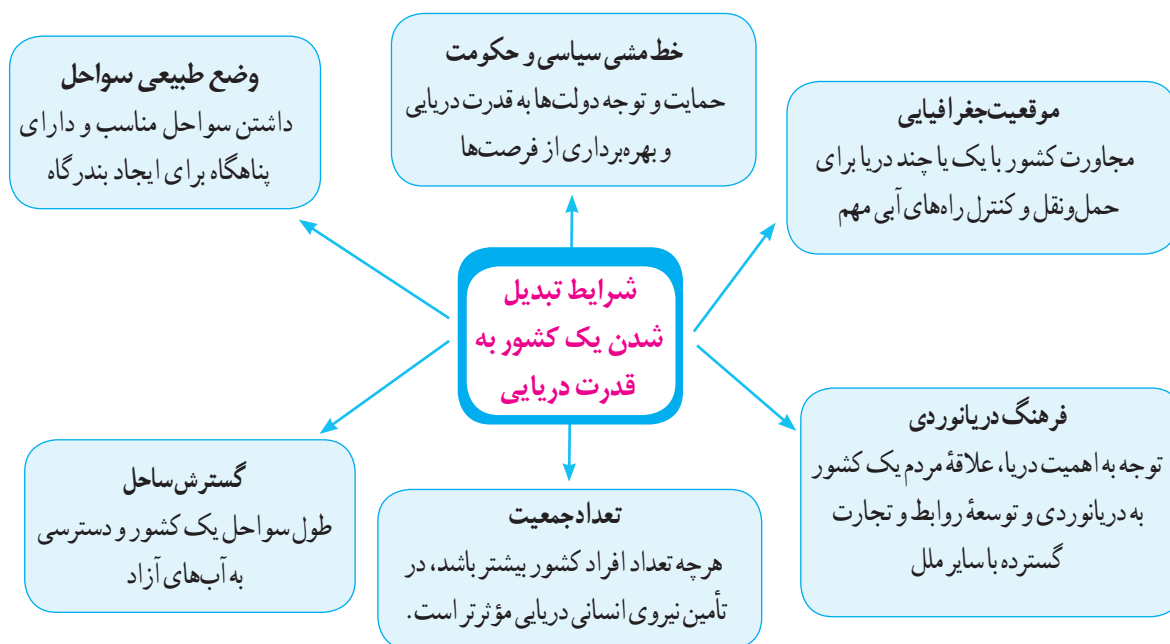 خط مشی سیاسی و حکومت
حمایت و توجه دولت‌ها به قدرت دریایی
و بهره‌برداری از فرصت‌ها
موقعیت‌جغرافیایی
مجاورت کشور با یک یا چند دریا برای
حمل‌ونقل و کنترل راه‌های آبی مهم
وضع طبیعی سواحل
داشتن سواحل مناسب و دارای
پناهگاه برای ایجاد بندرگاه
شرایط تبدیل
شدن یک کشور به
قدرت دریایی
فرهنگ دریانوردی
توجه به اهمیت دریا، علاقهٔ مردم یک کشور
به دریانوردی و توسعهٔ روابط و تجارت
گسترده با سایر ملل
تعداد جمعیت
هرچه تعداد افراد کشور بیشتر باشد، در
تأمین نیروی انسانی دریایی مؤثرتر است.
گسترش ساحل
طول سواحل یک کشور و دسترسی
به آب‌های آزاد